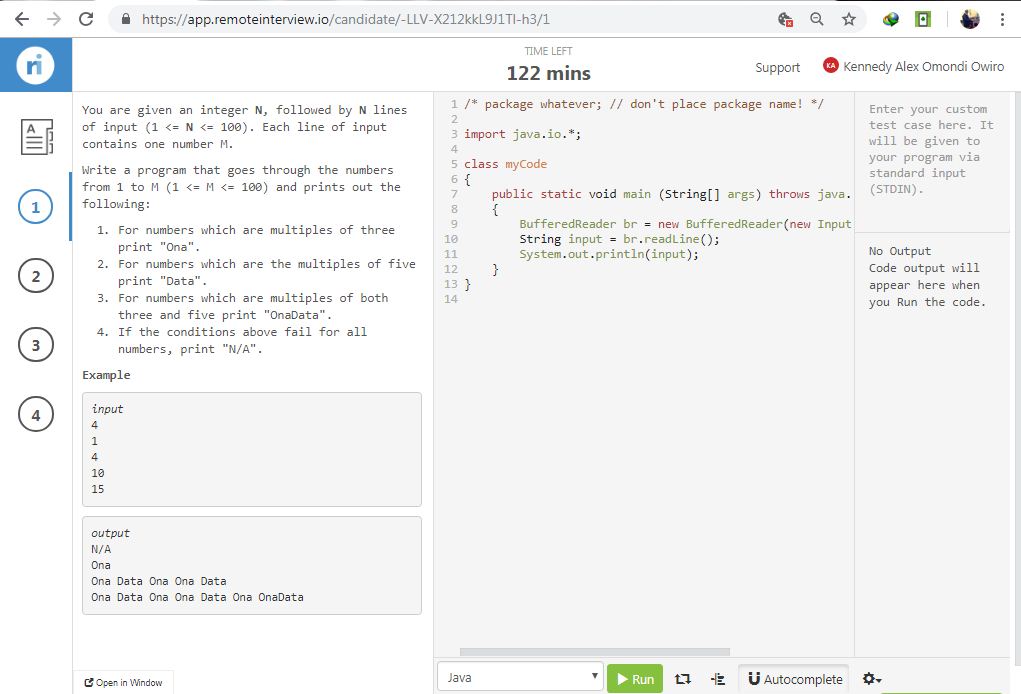 https://app.remoteinterview.io/candidate/-LLV-X212kkL9J1TI-h3/1
ri
TIME LEFT
122 mins
Support
KA Kennedy Alex Omondi Owiro
A
1
2
3
4
You are given an integer N, followed by N lines
of input (1 <= N <= 100). Each line of input
contains one number M.
Write a program that goes through the numbers
from 1 to M (1 <= M <= 100) and prints out the
following:
1. For numbers which are multiples of three
print "Ona".
2. For numbers which are the multiples of five
print "Data".
3. For numbers which are multiples of both
three and five print "OnaData".
4. If the conditions above fail for all
numbers, print "N/A".
Example
input
4
1
4
10
15
output
N/A
Ona
Ona Data Ona Ona Data
Ona Data Ona Ona Data Ona OnaData
Open in Window
1 /* package whatever; // don't place package name! */
2
3 import java.io.*;
4
5 class myCode
6 {
7 public static void main (String[] args) throws java.
8 {
9 BufferedReader br = new BufferedReader(new Input
10 String input = br.readLine();
11 System.out.println(input);
12 }
13 }
14
Enter your custom
test case here. It
will be given to
your program via
standard input
(STDIN).
No Output
Code output will
appear here when
you Run the code.
Java
Run
Autocomplete